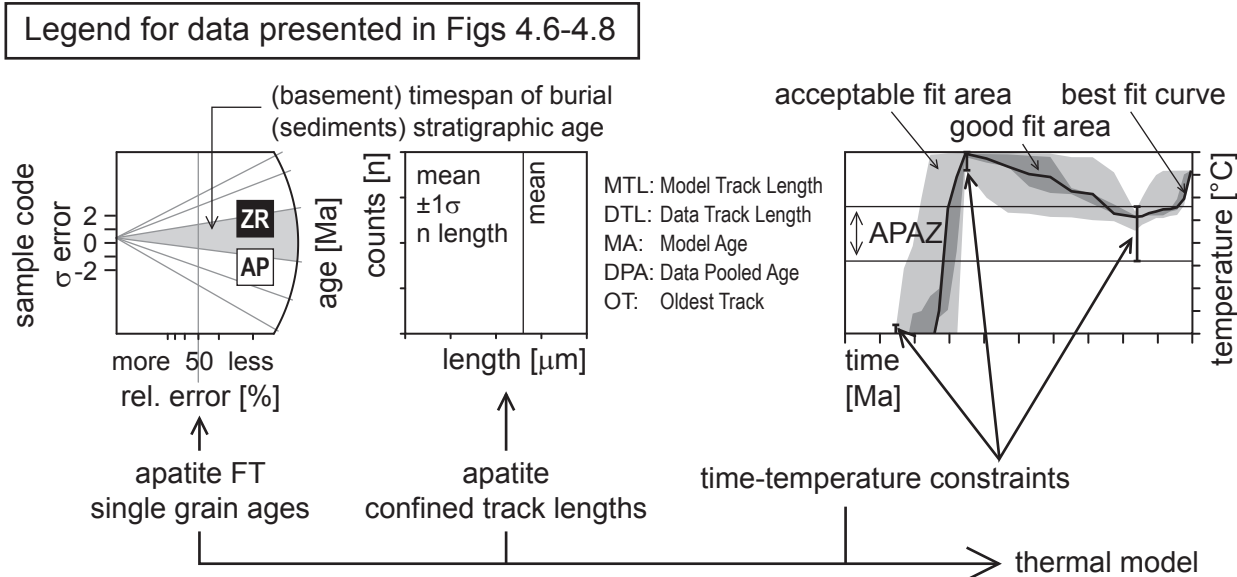 Legend for data presented in Figs 4.6-4.8
(basement) timespan of burial
(sediments) stratigraphic age
sample code
σ error
2
0
-2
ZR
AP
age [Ma]
more 50 less
rel. error [%]
counts [n]
mean
±1σ
n length
mean
length [μm]
MTL: Model Track Length
DTL: Data Track Length
MA: Model Age
DPA: Data Pooled Age
OT: Oldest Track
acceptable fit area
good fit area
best fit curve
APAZ
temperature [°C]
time
[Ma]
apatite FT
single grain ages
apatite
confined track lengths
time-temperature constraints
thermal model